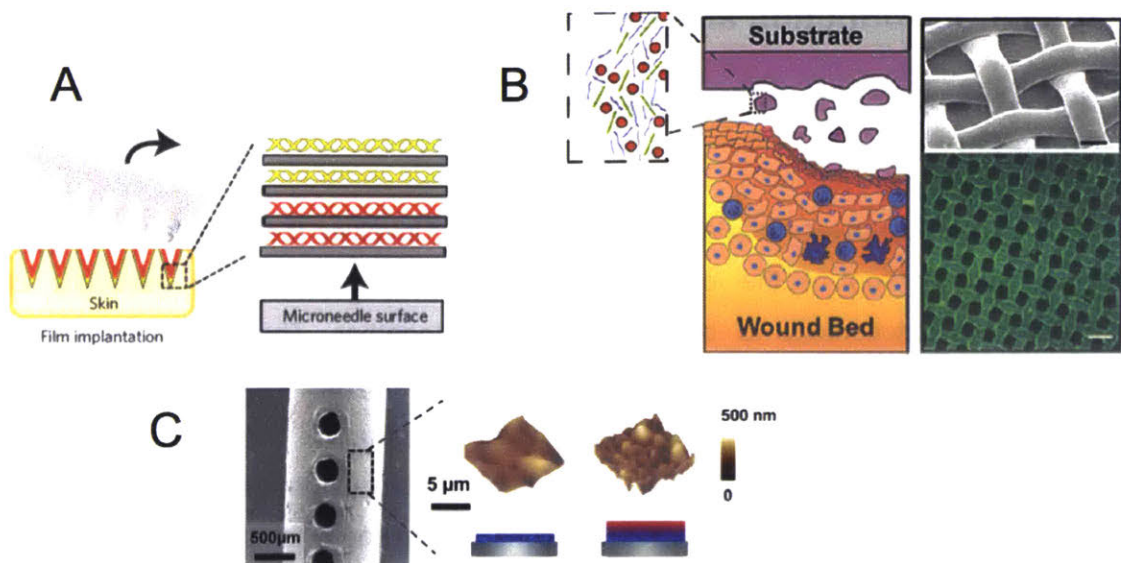 A
Skin
Film implantation
Microneedle surface
B
Substrate
Wound Bed
C
500µm
5 µm
500 nm
0